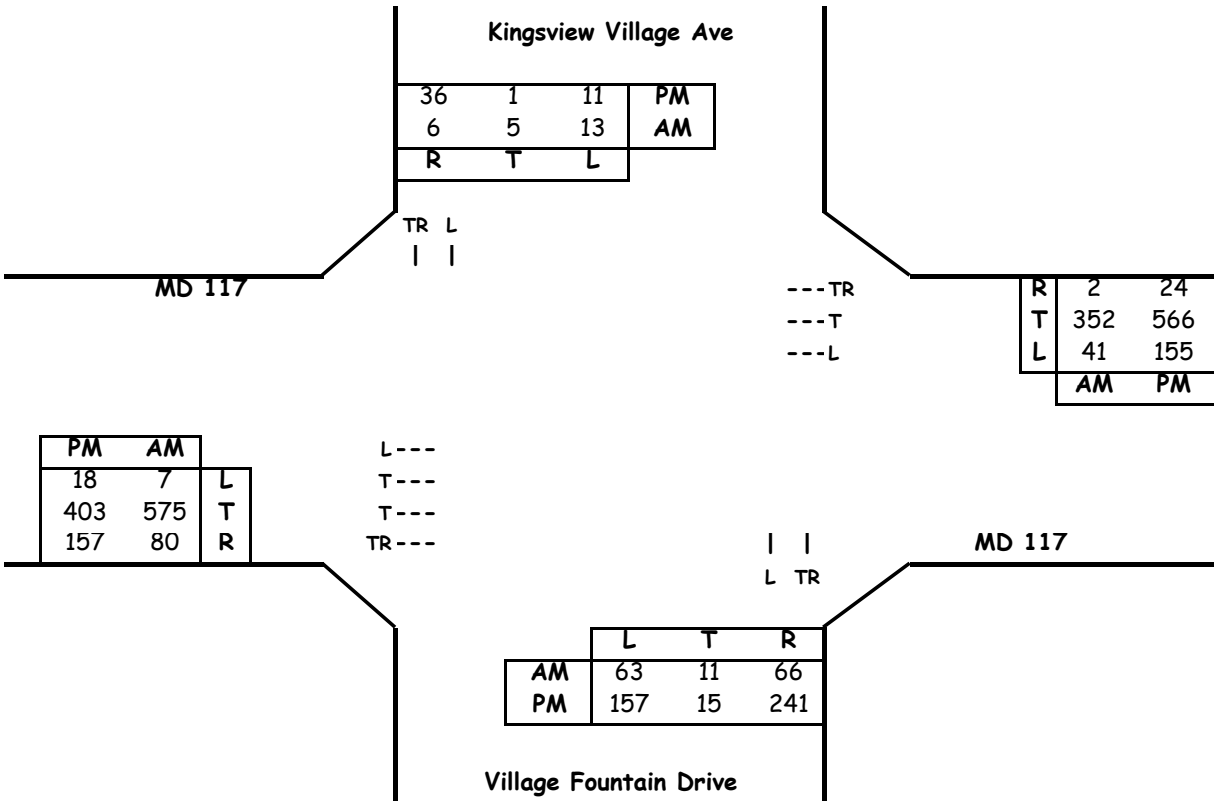 Kingsview Village Ave
36 1 11 PM
6 5 13 AM
R T L
TR L
| |
MD 117
---TR
---T
---L
R 2 24
T 352 566
L 41 155
AM PM
PM AM
18 7 L
403 575 T
157 80 R
L---
T---
T---
TR---
| |
L TR
MD 117
L T R
AM 63 11 66
PM 157 15 241
Village Fountain Drive